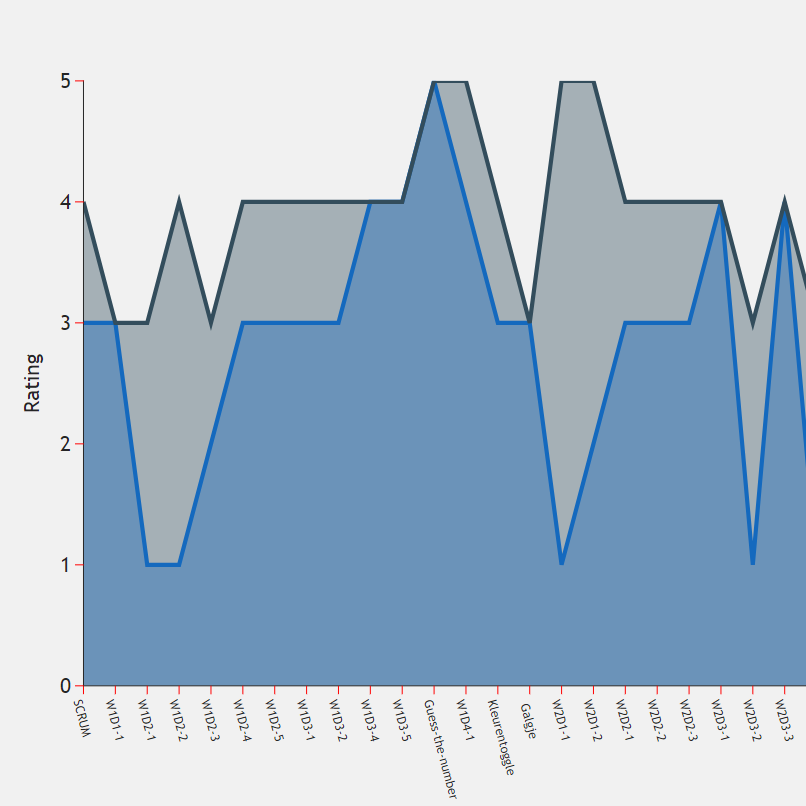 5
4
3
2
1
0
Rating
SCRUM
W1D1-1
W1D2-1
W1D2-2
W1D2-3
W1D2-4
W1D2-5
W1D3-1
W1D3-2
W1D3-4
W1D3-5
Guess-the-number
W1D4-1
Kleurentoggle
Galgje
W2D1-1
W2D1-2
W2D2-1
W2D2-2
W2D2-3
W2D3-1
W2D3-2
W2D3-3